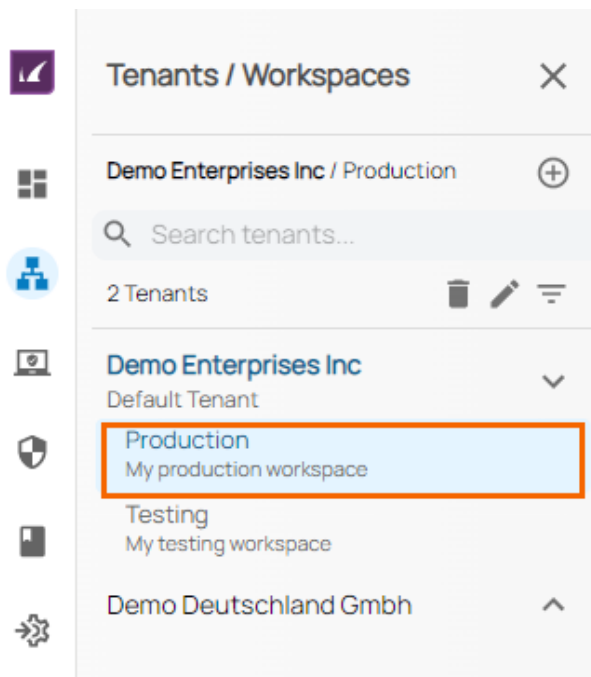 Tenants / Workspaces
Demo Enterprises Inc / Production
Search tenants...
2 Tenants
Demo Enterprises Inc
Default Tenant
Production
My production workspace
Testing
My testing workspace
Demo Deutschland Gmbh